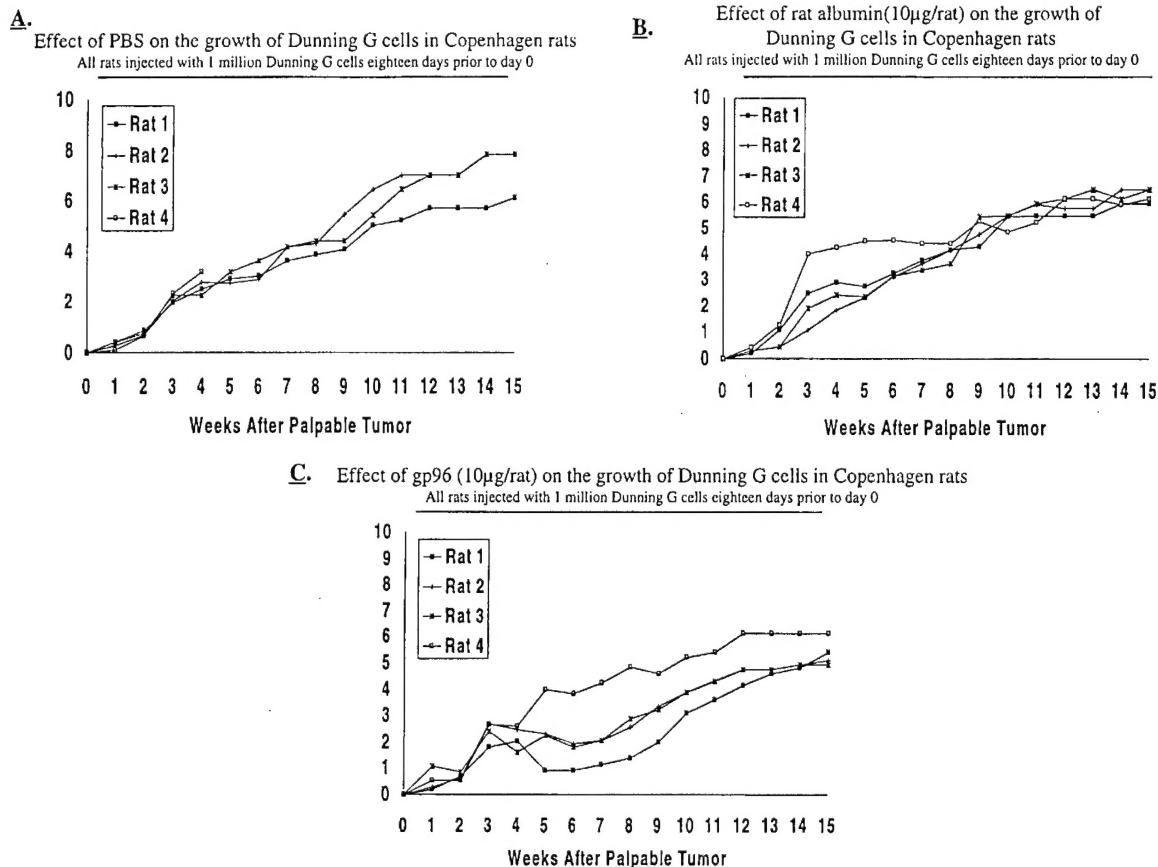 A.
Effect of PBS on the growth of Dunning G cells in Copenhagen rats
All rats injected with 1 million Dunning G cells eighteen days prior to day 0
10
8
6
4
2
0
Rat 1
Rat 2
Rat 3
Rat 4
0 1 2 3 4 5 6 7 8 9 10 11 12 13 14 15
Weeks After Palpable Tumor
B.
Effect of rat albumin(10µg/rat) on the growth of
Dunning G cells in Copenhagen rats
All rats injected with 1 million Dunning G cells eighteen days prior to day 0
10
9
8
7
6
5
4
3
2
1
0
Rat 1
Rat 2
Rat 3
Rat 4
0 1 2 3 4 5 6 7 8 9 10 11 12 13 14 15
Weeks After Palpable Tumor
C.
Effect of gp96 (10µg/rat) on the growth of Dunning G cells in Copenhagen rats
All rats injected with 1 million Dunning G cells eighteen days prior to day 0
10
9
8
7
6
5
4
3
2
1
0
Rat 1
Rat 2
Rat 3
Rat 4
0 1 2 3 4 5 6 7 8 9 10 11 12 13 14 15
Weeks After Palpable Tumor